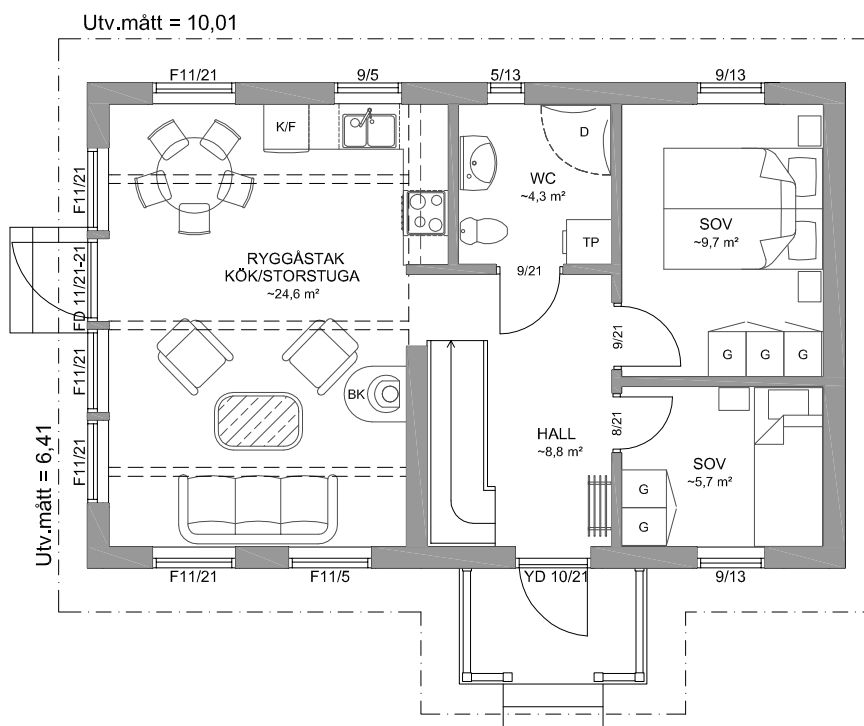 Utv.mått = 10,01
F11/21
9/5
5/13
9/13
K/F
D
F11/21
WC
~4,3 m²
SOV
~9,7 m²
TP
RYGGÅSTAK
KÖK/STORSTUGA
~24,6 m²
FD 11/21-21
9/21
9/21
F11/21
G
G
G
BK
8/21
Utv.mått = 6,41
F11/21
HALL
~8,8 m²
SOV
~5,7 m²
G
G
F11/21
F11/5
YD 10/21
9/13